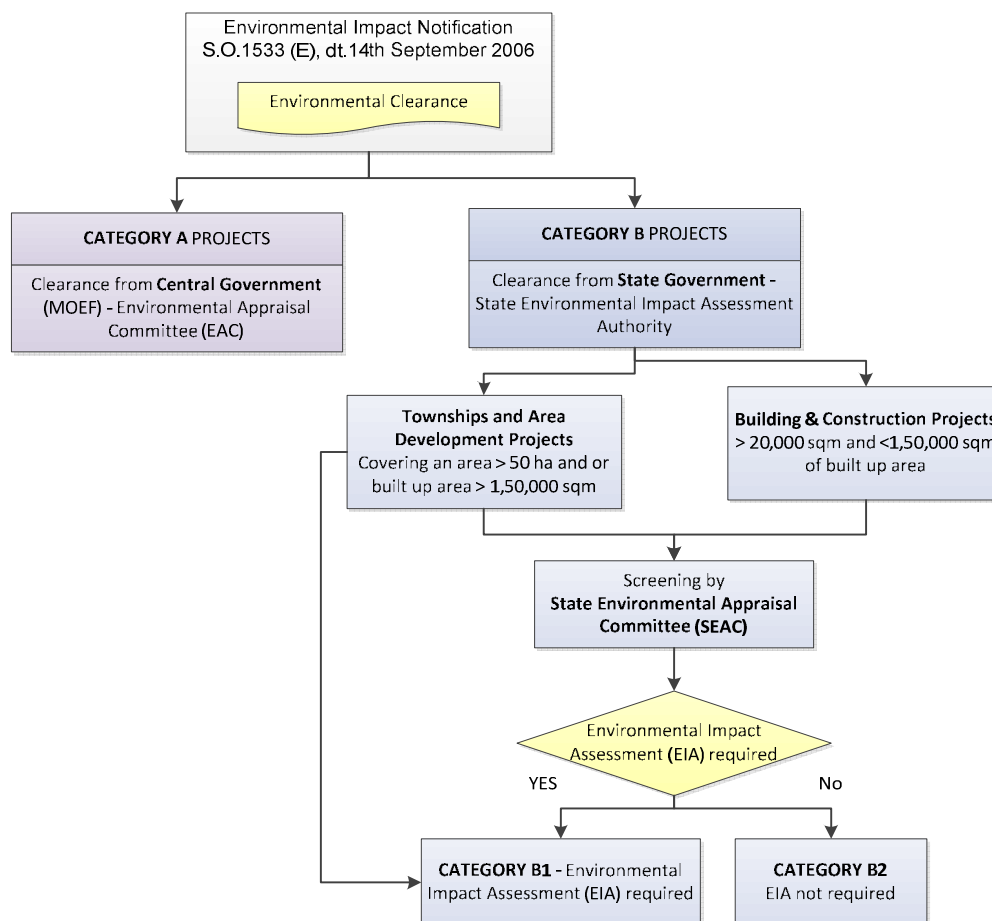 Environmental Impact Notification
S.O.1533 (E), dt.14th September 2006
Environmental Clearance
CATEGORY A PROJECTS
Clearance from Central Government
(MOEF) - Environmental Appraisal
Committee (EAC)
CATEGORY B PROJECTS
Clearance from State Government -
State Environmental Impact Assessment
Authority
Townships and Area
Development Projects
Covering an area > 50 ha and or
built up area > 1,50,000 sqm
Building & Construction Projects
> 20,000 sqm and <1,50,000 sqm
of built up area
Screening by
State Environmental Appraisal
Committee (SEAC)
Environmental Impact
Assessment (EIA) required
YES
No
CATEGORY B1 - Environmental
Impact Assessment (EIA) required
CATEGORY B2
EIA not required